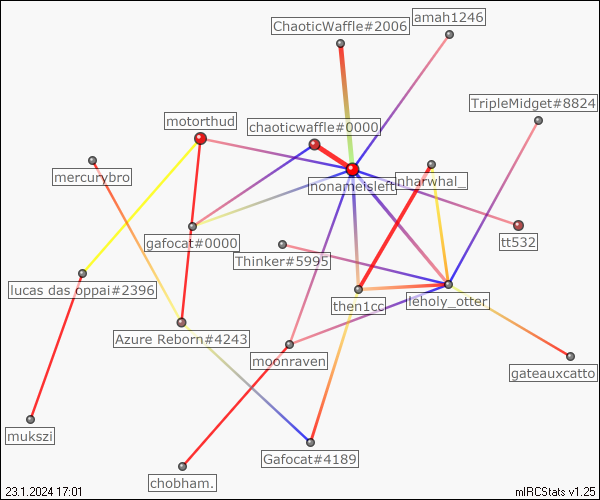 amah1246
ChaoticWaffle#2006
TripleMidget#8824
motorthud
chaoticwaffle#0000
mercurybro
nonameisleft
nharwhal_
gafocat#0000
tt532
Thinker#5995
lucas das oppai#2396
then1cc
leholy_otter
Azure Reborn#4243
moonraven
gateauxcatto
mukszi
Gafocat#4189
chobham.
23.1.2024 17:01
mIRCStats v1.25